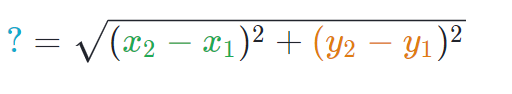 ? = √(x₂ − x₁)² + (y₂ − y₁)²